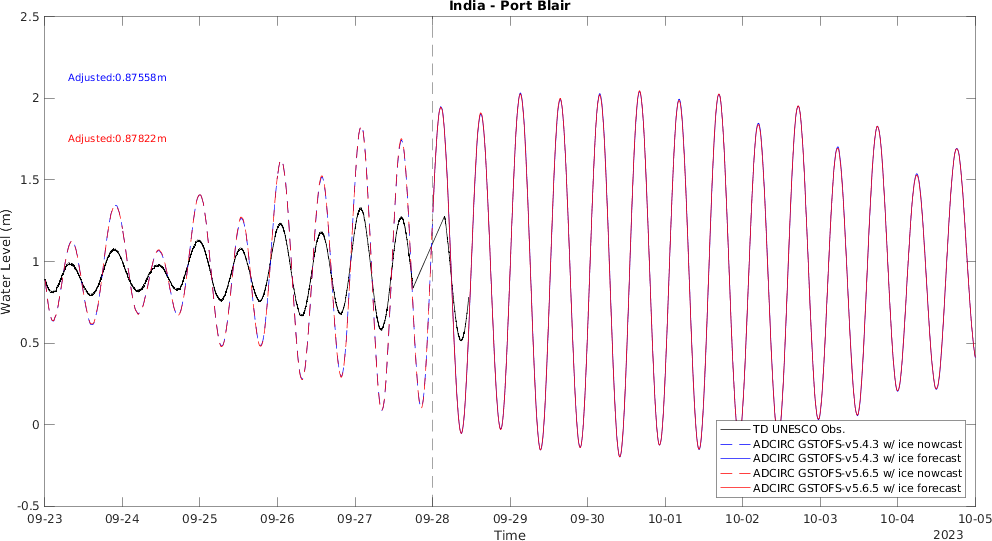 India - Port Blair
Adjusted:0.87558m
Adjusted:0.87822m
Water Level (m)
2.5
2
1.5
1
0.5
0
-0.5
09-23 09-24 09-25 09-26 09-27 09-28 09-29 09-30 10-01 10-02 10-03 10-04 10-05
Time
2023
TD UNESCO Obs.
ADCIRC GSTOFS-v5.4.3 w/ ice nowcast
ADCIRC GSTOFS-v5.4.3 w/ ice forecast
ADCIRC GSTOFS-v5.6.5 w/ ice nowcast
ADCIRC GSTOFS-v5.6.5 w/ ice forecast